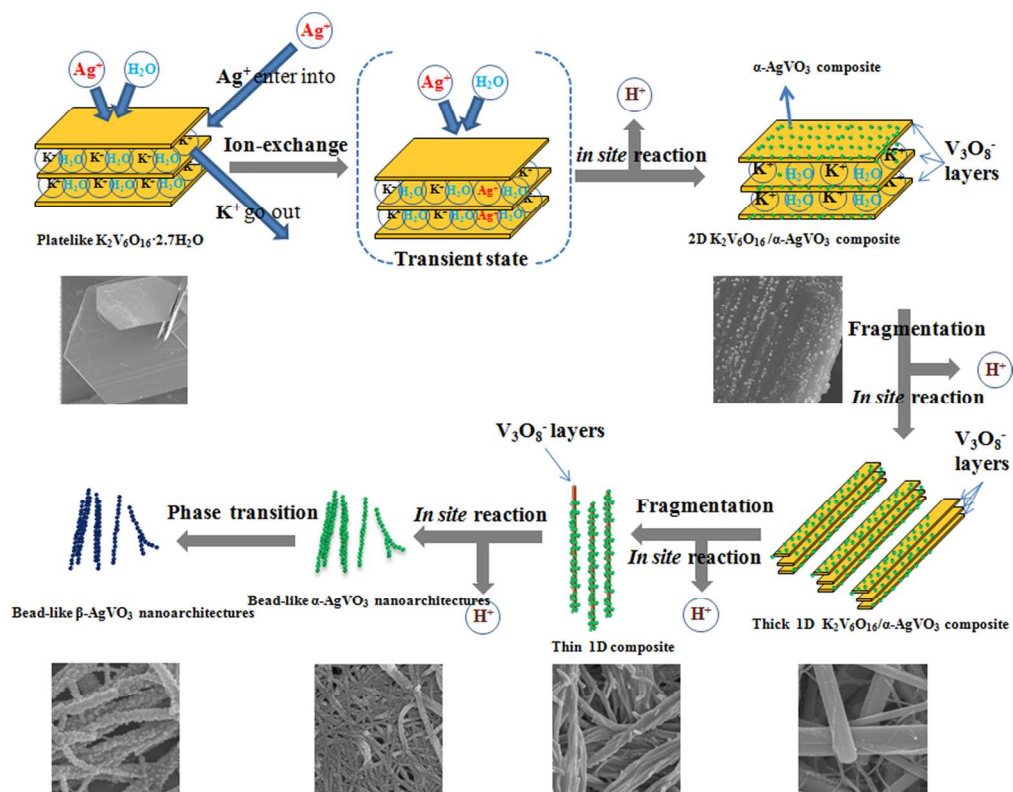 Ag⁺
Ag⁺
H₂O
Ag⁺ enter into
K⁺
K⁺ H₂O K⁺ K⁺ H₂O
K⁺ H₂O K⁺ K⁺ H₂O
K⁺
Ion-exchange
K⁺ go out
Platelike K₂V₆O₁₆·2.7H₂O
Ag⁺
H₂O
K⁺
K⁺ H₂O K⁺ H₂O Ag⁺ H₂O
K⁺ H₂O K⁺ H₂O Ag⁺ H₂O
K⁺
Transient state
H⁺
in site reaction
α-AgVO₃ composite
K⁺
K⁺ H₂O K⁺
K⁺
K⁺ H₂O K⁺ H₂O
V₃O₈⁻
layers
2D K₂V₆O₁₆/α-AgVO₃ composite
Fragmentation
H⁺
In site reaction
V₃O₈⁻
layers
Thick 1D K₂V₆O₁₆/α-AgVO₃ composite
Fragmentation
In site reaction
H⁺
V₃O₈⁻ layers
Thin 1D composite
In site reaction
H⁺
Bead-like α-AgVO₃ nanoarchitectures
Phase transition
Bead-like β-AgVO₃ nanoarchitectures